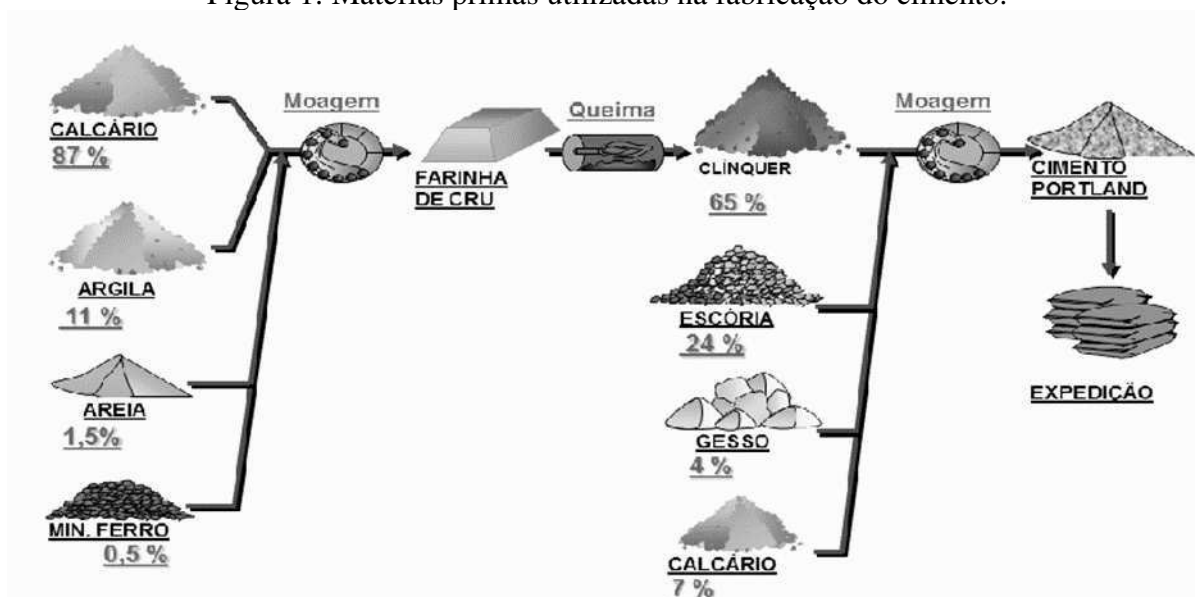 Figura 1: Matérias primas utilizadas na fabricação do cimento.
CALCÁRIO
87 %
ARGILA
11 %
AREIA
1,5%
MIN. FERRO
0,5 %
Moagem
FARINHA
DE CRU
Queima
CLÍNQUER
65 %
ESCÓRIA
24 %
GESSO
4 %
CALCÁRIO
7 %
Moagem
CIMENTO
PORTLAND
EXPEDIÇÃO